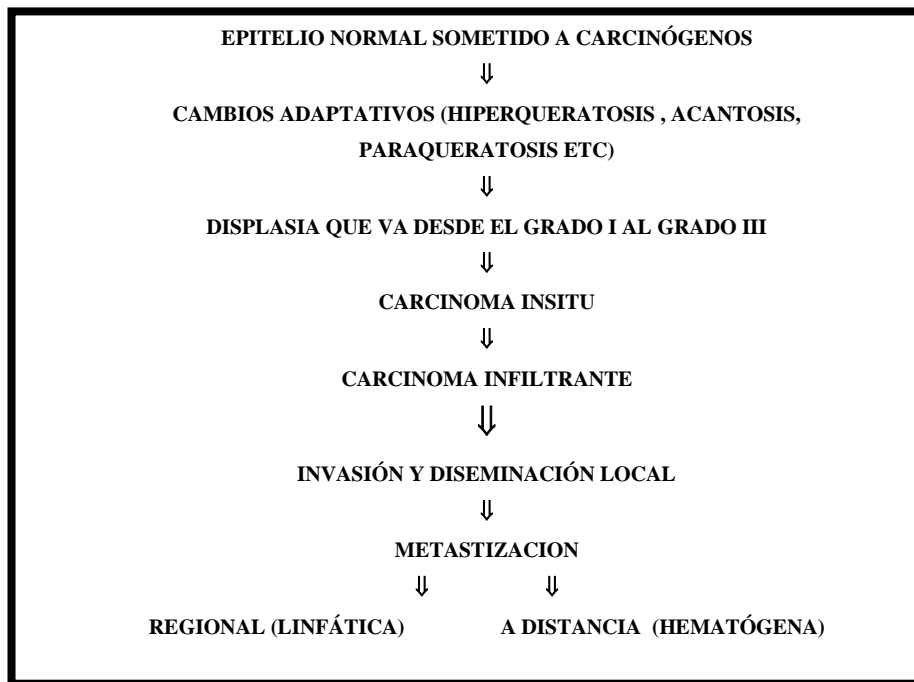 EPITELIO NORMAL SOMETIDO A CARCINÓGENOS
⇓
CAMBIOS ADAPTATIVOS (HIPERQUERATOSIS , ACANTOSIS,
PARAQUERATOSIS ETC)
⇓
DISPLASIA QUE VA DESDE EL GRADO I AL GRADO III
⇓
CARCINOMA INSITU
⇓
CARCINOMA INFILTRANTE
⇓
INVASIÓN Y DISEMINACIÓN LOCAL
⇓
METASTIZACION
⇓ ⇓
REGIONAL (LINFÁTICA) A DISTANCIA (HEMATÓGENA)